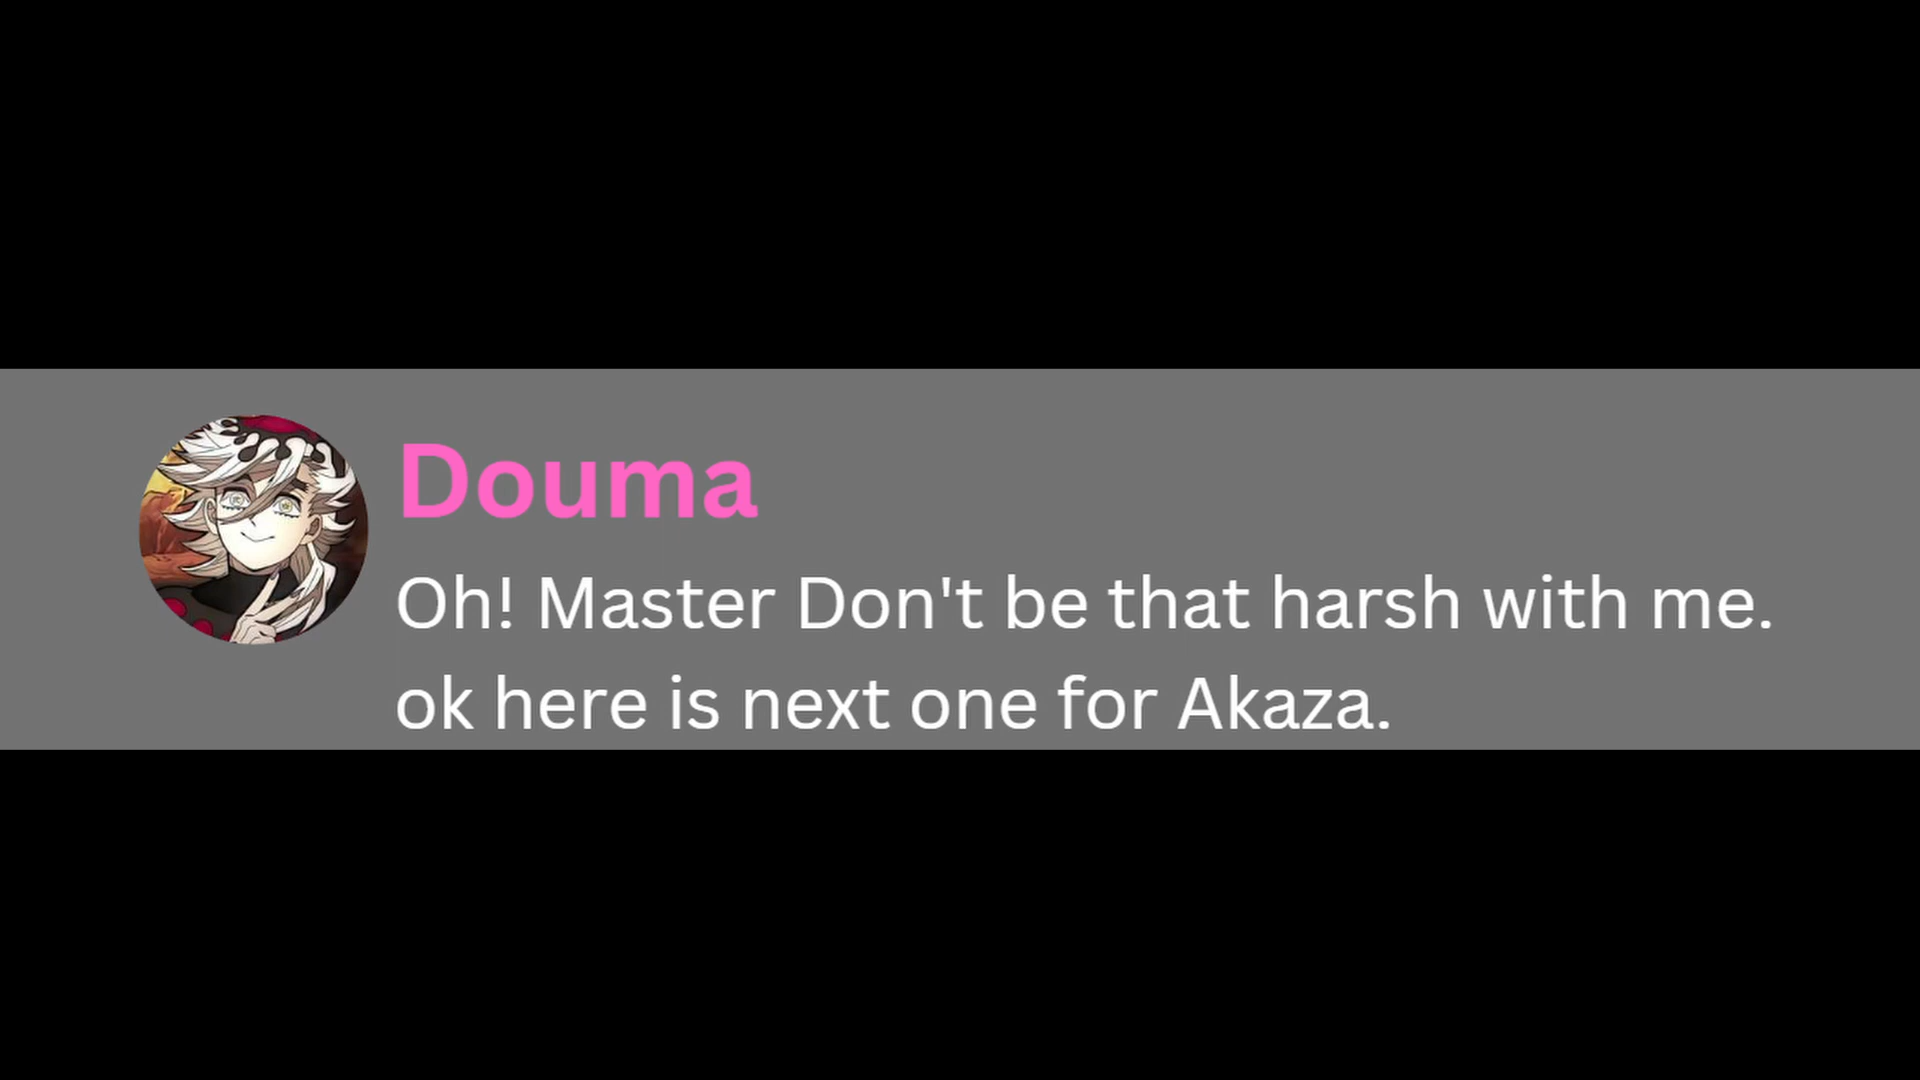 Douma
Oh! Master Don't be that harsh with me.
ok here is next one for Akaza.